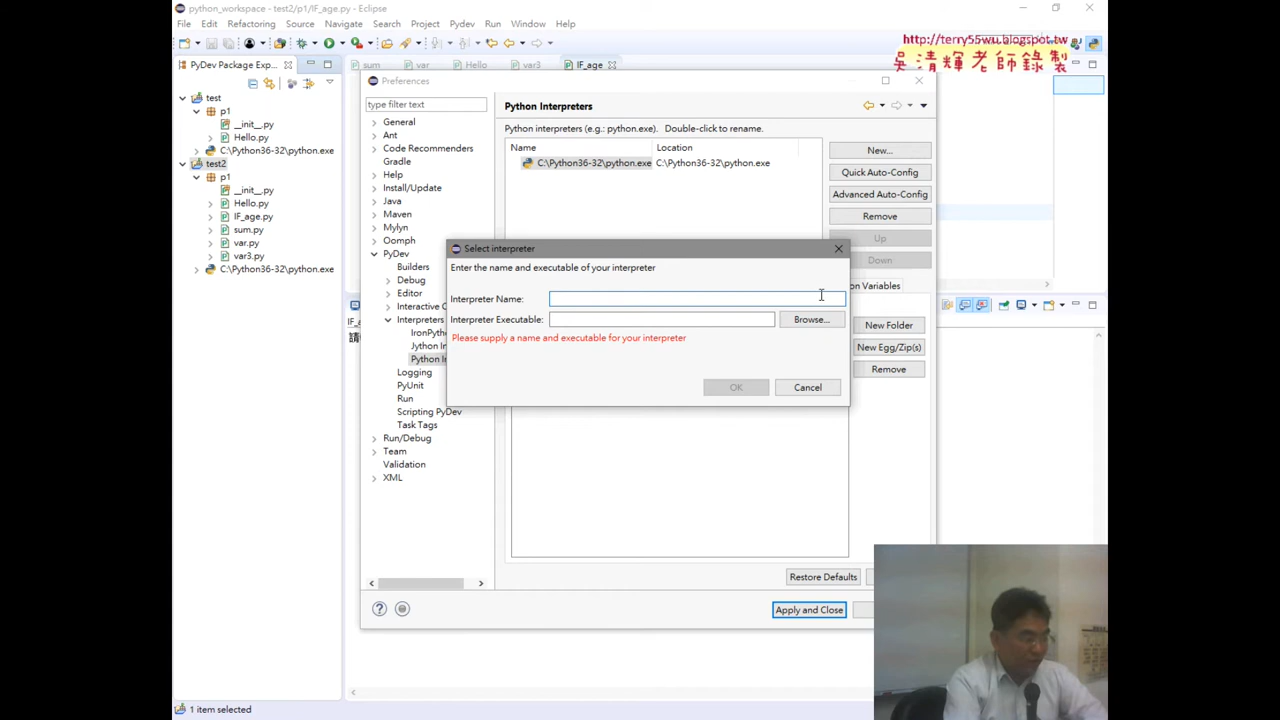 python_workspace - test2/p1/IF_age.py - Eclipse
File Edit Refactoring Source Navigate Search Project Pydev Run Window Help
http://terry55wu.blogspot.tw
吳清輝老師錄製
PyDev Package Exp...
sum var Hello var3 IF_age
test
p1
__init__.py
Hello.py
C:\Python36-32\python.exe
test2
p1
__init__.py
Hello.py
IF_age.py
sum.py
var.py
var3.py
C:\Python36-32\python.exe
Preferences
type filter text
General
Ant
Code Recommenders
Gradle
Help
Install/Update
Java
Maven
Mylyn
Oomph
PyDev
Builders
Debug
Editor
Interactive C
Interpreters
IronPytho
Jython In
Python In
Logging
PyUnit
Run
Scripting PyDev
Task Tags
Run/Debug
Team
Validation
XML
Python Interpreters
Python interpreters (e.g.: python.exe). Double-click to rename.
Name Location
C:\Python36-32\python.exe C:\Python36-32\python.exe
New...
Quick Auto-Config
Advanced Auto-Config
Remove
Up
Down
on Variables
New Folder
New Egg/Zip(s)
Remove
Select interpreter
Enter the name and executable of your interpreter
Interpreter Name:
Interpreter Executable:
Browse...
Please supply a name and executable for your interpreter
OK Cancel
Restore Defaults
Apply and Close
IF_a
請
1 item selected